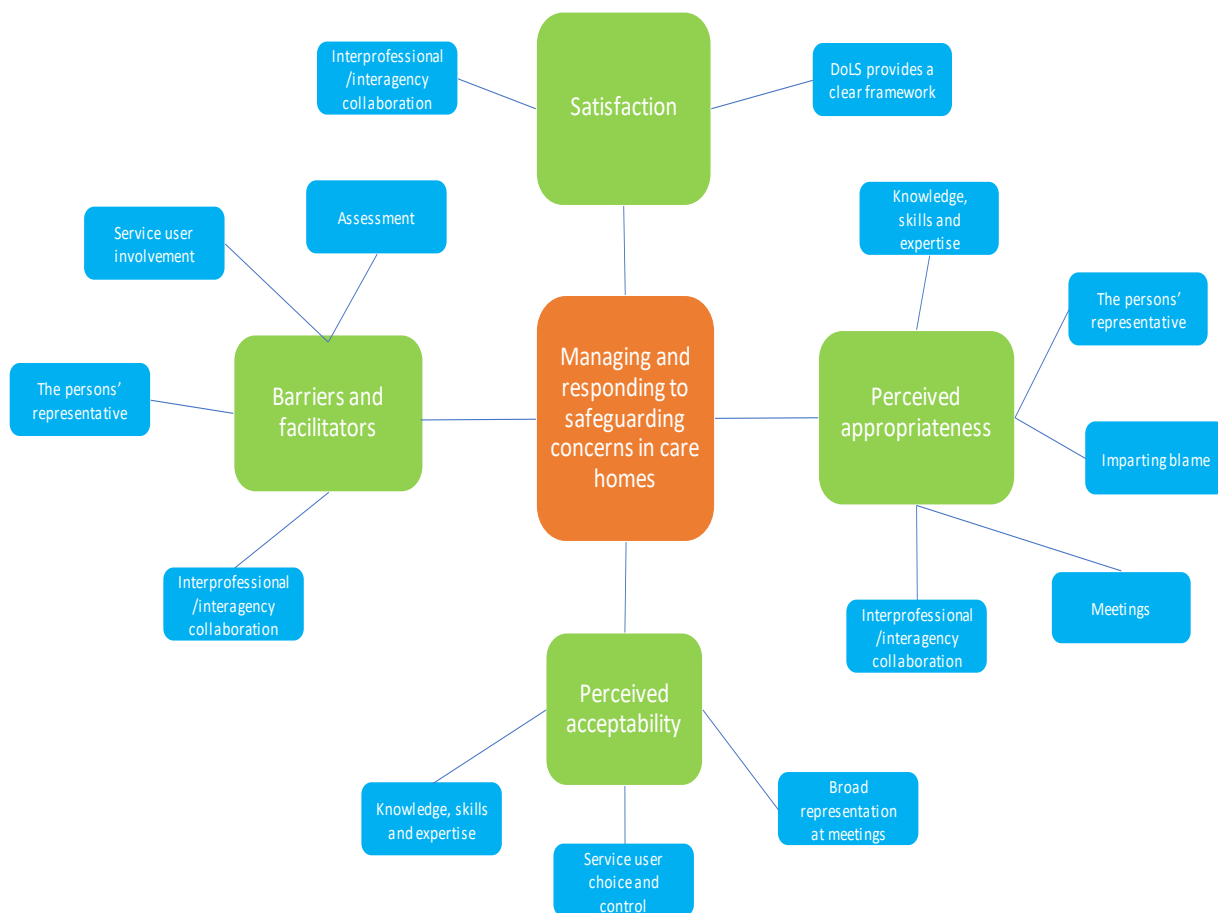 Interprofessional
/interagency
collaboration
Satisfaction
DoLS provides a
clear framework
Service user
involvement
Assessment
Knowledge,
skills and
expertise
The persons’
representative
Barriers and
facilitators
Managing and
responding to
safeguarding
concerns in care
homes
Perceived
appropriateness
The persons’
representative
Imparting blame
Interprofessional
/interagency
collaboration
Interprofessional
/interagency
collaboration
Meetings
Perceived
acceptability
Knowledge, skills
and expertise
Service user
choice and
control
Broad
representation
at meetings